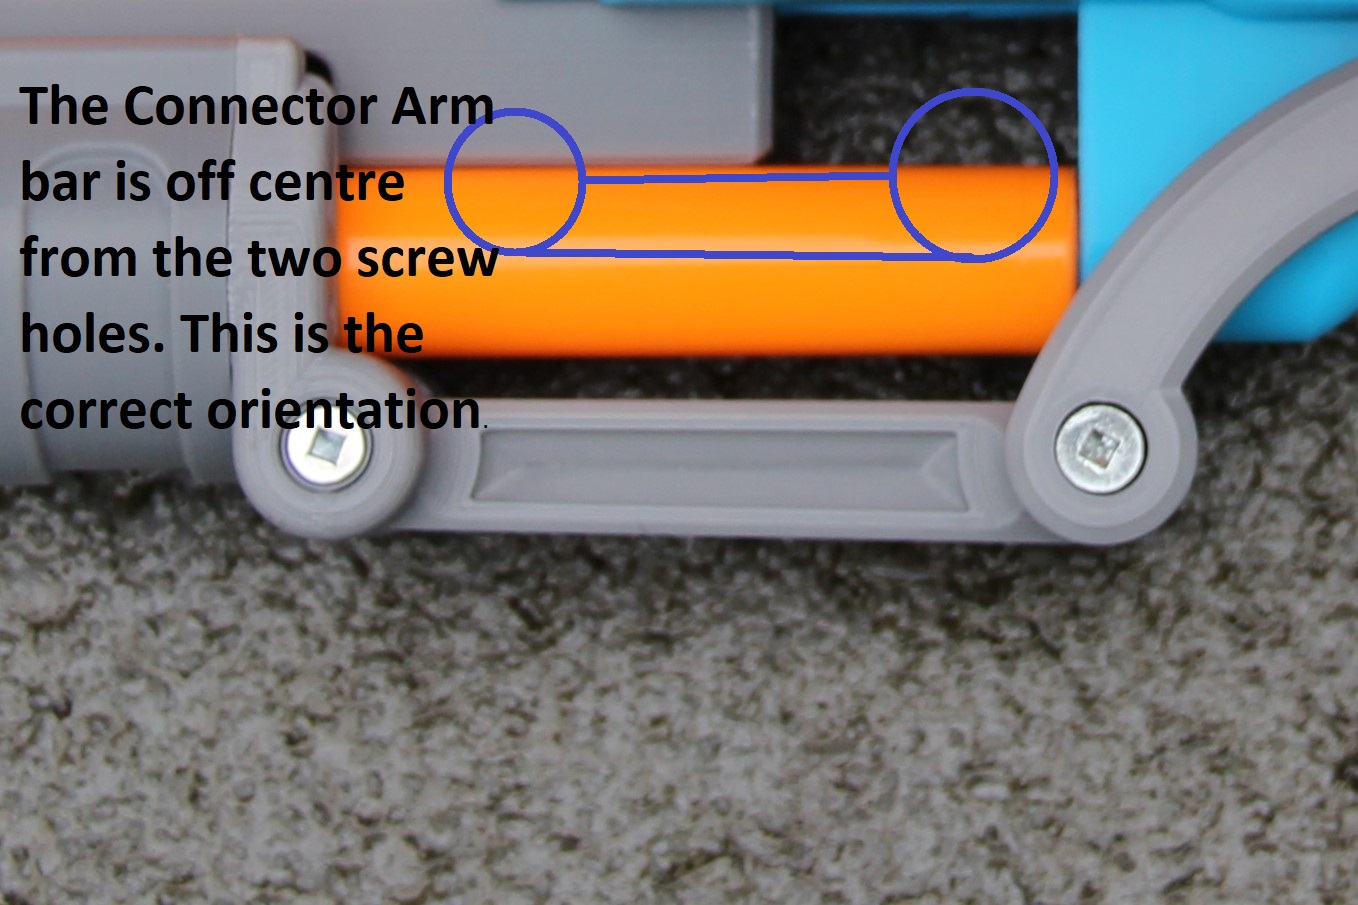 The Connector Arm
bar is off centre
from the two screw
holes. This is the
correct orientation.